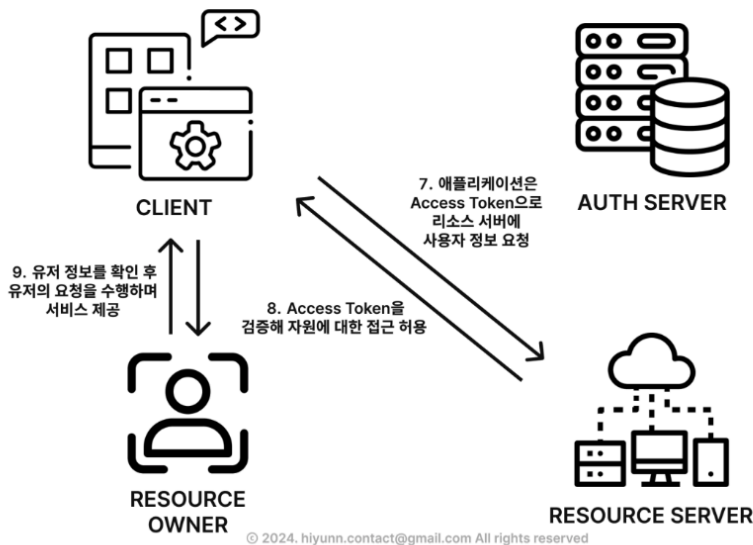 CLIENT
AUTH SERVER
7. 애플리케이션은
Access Token으로
리소스 서버에
사용자 정보 요청
9. 유저 정보를 확인 후
유저의 요청을 수행하며
서비스 제공
8. Access Token을
검증해 자원에 대한 접근 허용
RESOURCE
OWNER
RESOURCE SERVER
© 2024. hiyunn.contact@gmail.com All rights reserved